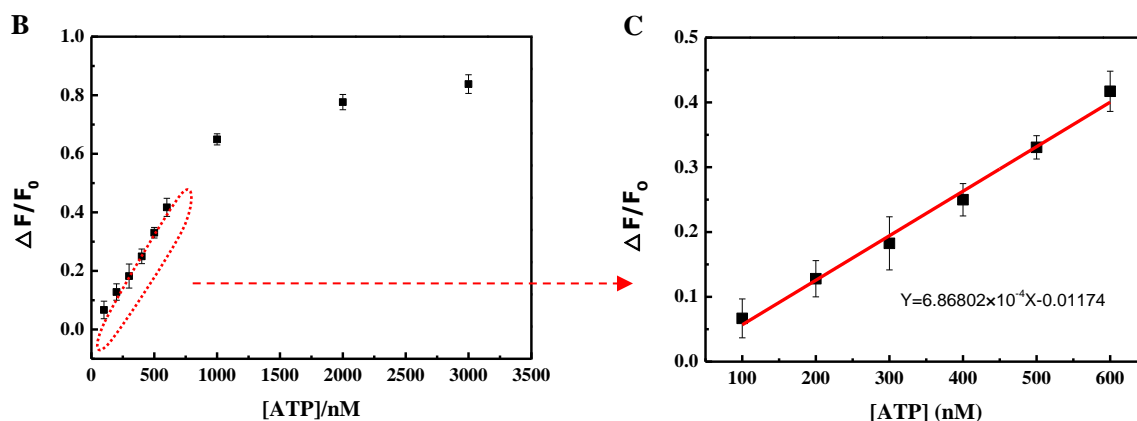 B
1.0
0.8
0.6
0.4
0.2
0.0
△F/F₀
0 500 1000 1500 2000 2500 3000 3500
[ATP]/nM
C
0.5
0.4
0.3
0.2
0.1
0.0
△F/F₀
Y=6.86802×10⁻⁴X-0.01174
100 200 300 400 500 600
[ATP] (nM)